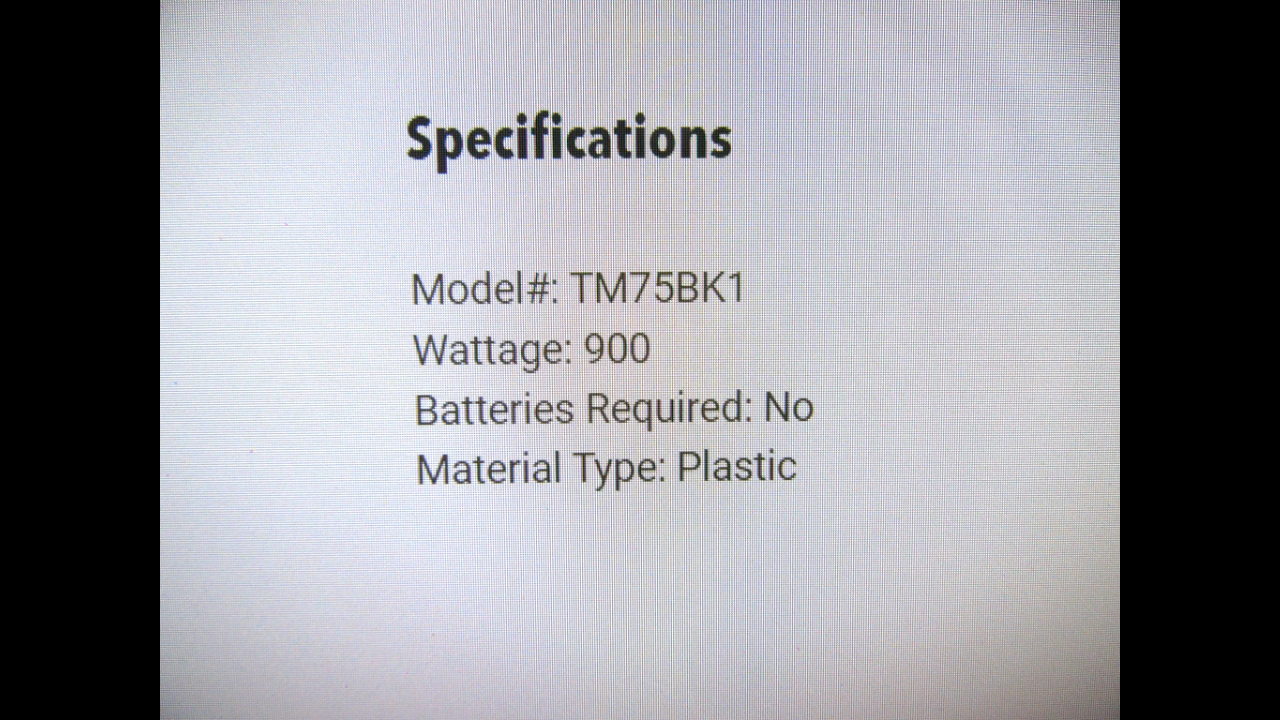 Specifications
Model#: TM75BK1
Wattage: 900
Batteries Required: No
Material Type: Plastic